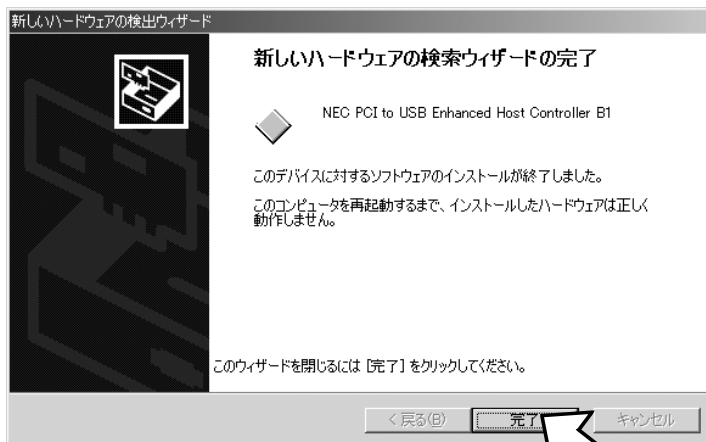 新しいハードウェアの検出ウィザード
新しいハードウェアの検索ウィザードの完了
NEC PCI to USB Enhanced Host Controller B1
このデバイスに対するソフトウェアのインストールが終了しました。
このコンピュータを再起動するまで、インストールしたハードウェアは正しく
動作しません。
このウィザードを閉じるには [完了] をクリックしてください。
< 戻る(B)
完了
キャンセル